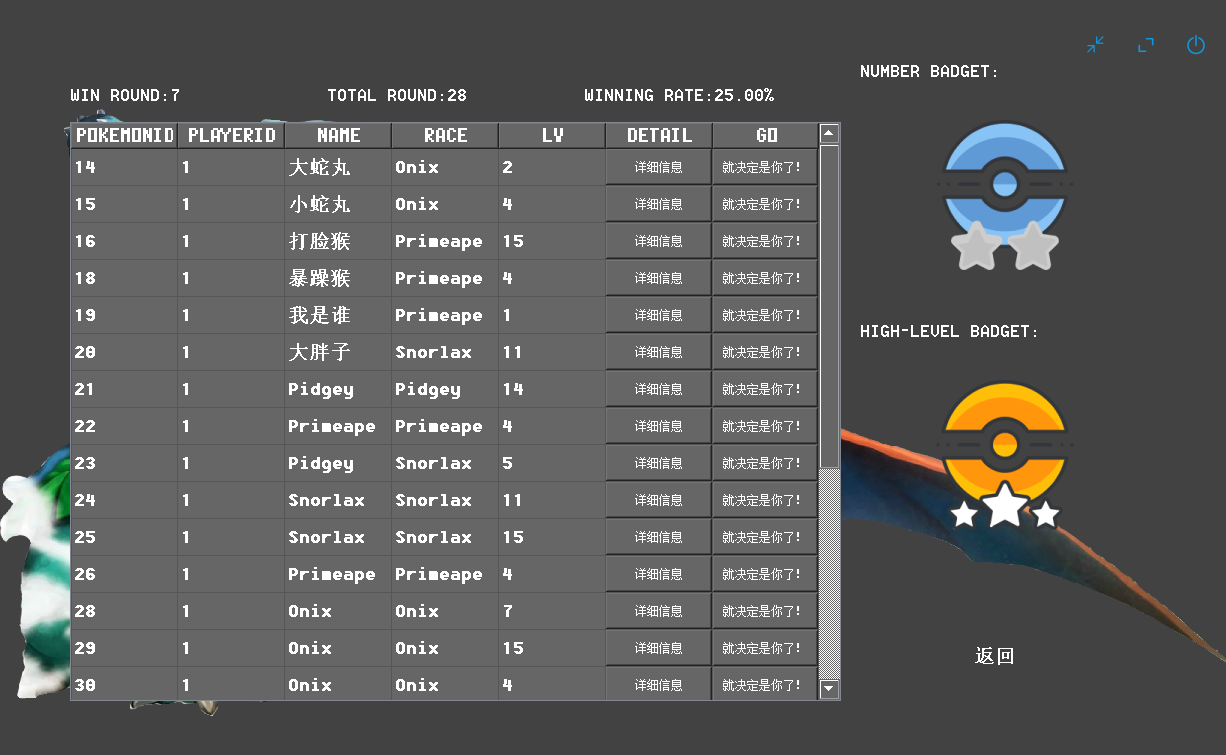 NUMBER BADGET:
WIN ROUND:7 TOTAL ROUND:28 WINNING RATE:25.00%
POKEMONID PLAYERID NAME RACE LV DETAIL GO
14 1 大蛇丸 Onix 2 详细信息 就决定是你了!
15 1 小蛇丸 Onix 4 详细信息 就决定是你了!
16 1 打脸猴 Primeape 15 详细信息 就决定是你了!
18 1 暴躁猴 Primeape 4 详细信息 就决定是你了!
19 1 我是谁 Primeape 1 详细信息 就决定是你了!
HIGH-LEVEL BADGET:
20 1 大胖子 Snorlax 11 详细信息 就决定是你了!
21 1 Pidgey Pidgey 14 详细信息 就决定是你了!
22 1 Primeape Primeape 4 详细信息 就决定是你了!
23 1 Pidgey Snorlax 5 详细信息 就决定是你了!
24 1 Snorlax Snorlax 11 详细信息 就决定是你了!
25 1 Snorlax Snorlax 15 详细信息 就决定是你了!
26 1 Primeape Primeape 4 详细信息 就决定是你了!
28 1 Onix Onix 7 详细信息 就决定是你了!
29 1 Onix Onix 15 详细信息 就决定是你了!
返回
30 1 Onix Onix 4 详细信息 就决定是你了!